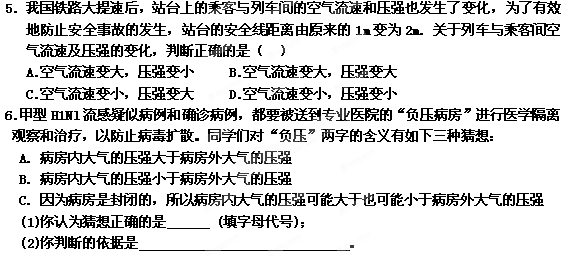 5. 我国铁路大提速后，站台上的乘客与列车间的空气流速和压强也发生了变化，为了有效
地防止安全事故的发生，站台的安全线距离由原来的 1m 变为 2m。关于列车与乘客间空
气流速及压强的变化，判断正确的是（　）
A.空气流速变大，压强变小　B.空气流速变大，压强变大
C.空气流速变小，压强变大　D.空气流速变小，压强变小
6.甲型 H1N1 流感疑似病例和确诊病例，都要被送到专业医院的“负压病房”进行医学隔离
观察和治疗，以防止病毒扩散。同学们对“负压”两字的含义有如下三种猜想：
A. 病房内大气的压强大于病房外大气的压强
B. 病房内大气的压强小于病房外大气的压强
C. 因为病房是封闭的，所以病房内大气的压强可能大于也可能小于病房外大气的压强
(1)你认为猜想正确的是______ (填字母代号)；
(2)你判断的依据是______________________。